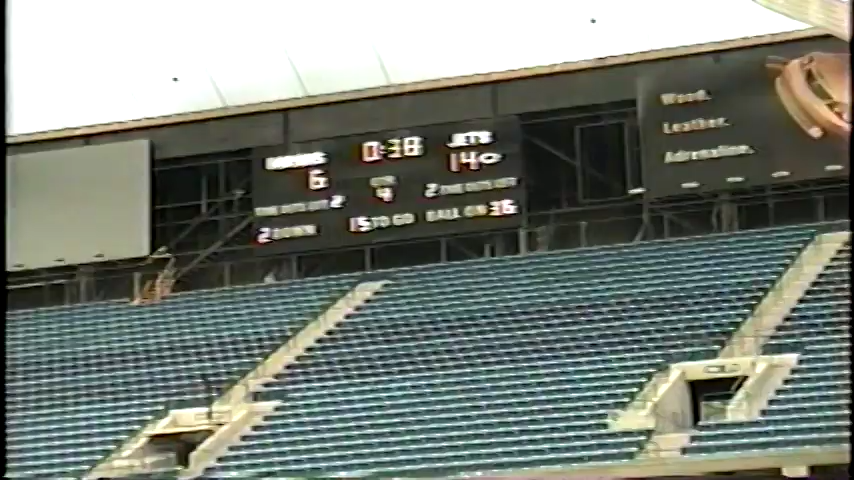 0:38
JETS
6
14
QTR
4
TIME OUTS LEFT 2
2 TIME OUTS LEFT
2 DOWN
15 TO GO
BALL ON 36
Wood.
Leather.
Adrenaline.